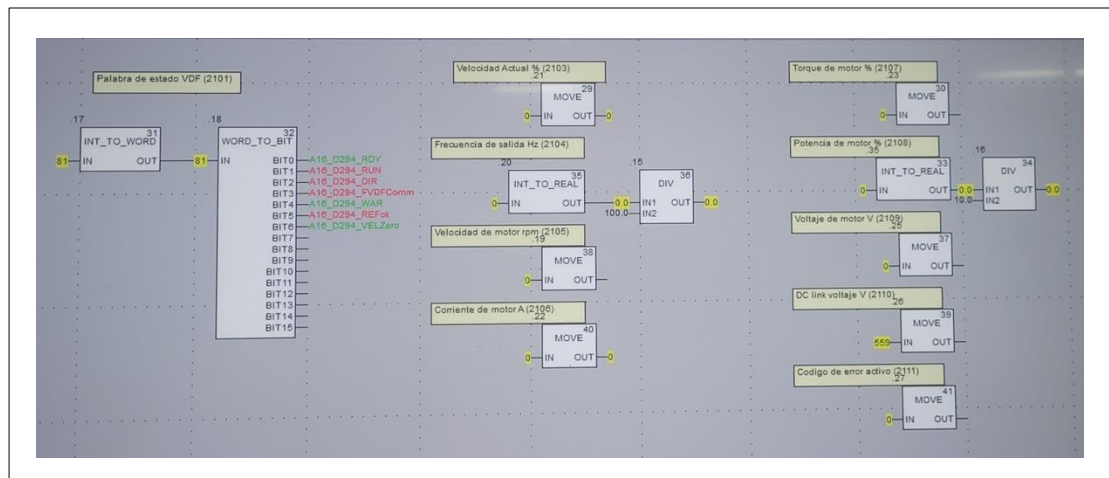 Palabra de estado VDF (2101)
.17
31
INT_TO_WORD
81 IN OUT
.18
32
WORD_TO_BIT
81 IN
BIT0 A16_D294_RDY
BIT1 A16_D294_RUN
BIT2 A16_D294_DIR
BIT3 A16_D294_FVDFComm
BIT4 A16_D294_WAR
BIT5 A16_D294_REFok
BIT6 A16_D294_VELZero
BIT7
BIT8
BIT9
BIT10
BIT11
BIT12
BIT13
BIT14
BIT15
Velocidad Actual % (2103)
.21
29
MOVE
0 IN OUT 0
Frecuencia de salida Hz (2104)
.20
35
INT_TO_REAL
0 IN OUT
.15
36
DIV
0.0 IN1 OUT 0.0
100.0 IN2
Velocidad de motor rpm (2105)
.19
38
MOVE
0 IN OUT
Corriente de motor A (2106)
.22
40
MOVE
0 IN OUT 0
Torque de motor % (2107)
.23
30
MOVE
0 IN OUT
Potencia de motor % (2108)
.35
33
INT_TO_REAL
0 IN OUT
.16
34
DIV
0.0 IN1 OUT 0.0
10.0 IN2
Voltaje de motor V (2109)
.25
37
MOVE
0 IN OUT
DC link voltaje V (2110)
.26
39
MOVE
559 IN OUT
Codigo de error activo (2111)
.27
41
MOVE
0 IN OUT